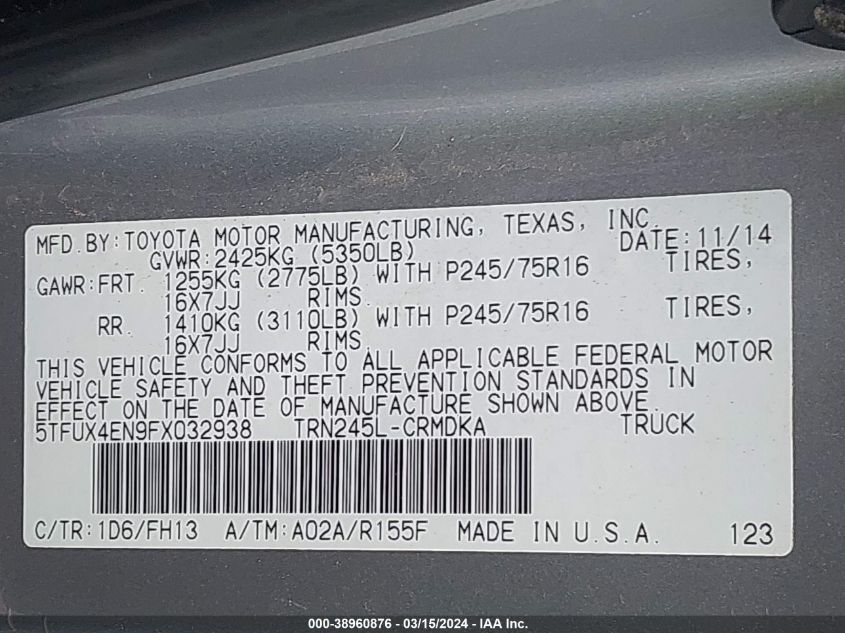 MFD.BY:TOYOTA MOTOR MANUFACTURING, TEXAS, INC.
GVWR:2425KG (5350LB) DATE:11/14
GAWR:FRT. 1255KG (2775LB) WITH P245/75R16 TIRES,
16X7JJ RIMS.
RR. 1410KG (3110LB) WITH P245/75R16 TIRES,
16X7JJ RIMS.
THIS VEHICLE CONFORMS TO ALL APPLICABLE FEDERAL MOTOR
VEHICLE SAFETY AND THEFT PREVENTION STANDARDS IN
EFFECT ON THE DATE OF MANUFACTURE SHOWN ABOVE.
5TFUX4EN9FX032938 TRN245L-CRMDKA TRUCK
C/TR:1D6/FH13 A/TM:A02A/R155F MADE IN U.S.A. 123
000-38960876 - 03/15/2024 - IAA Inc.